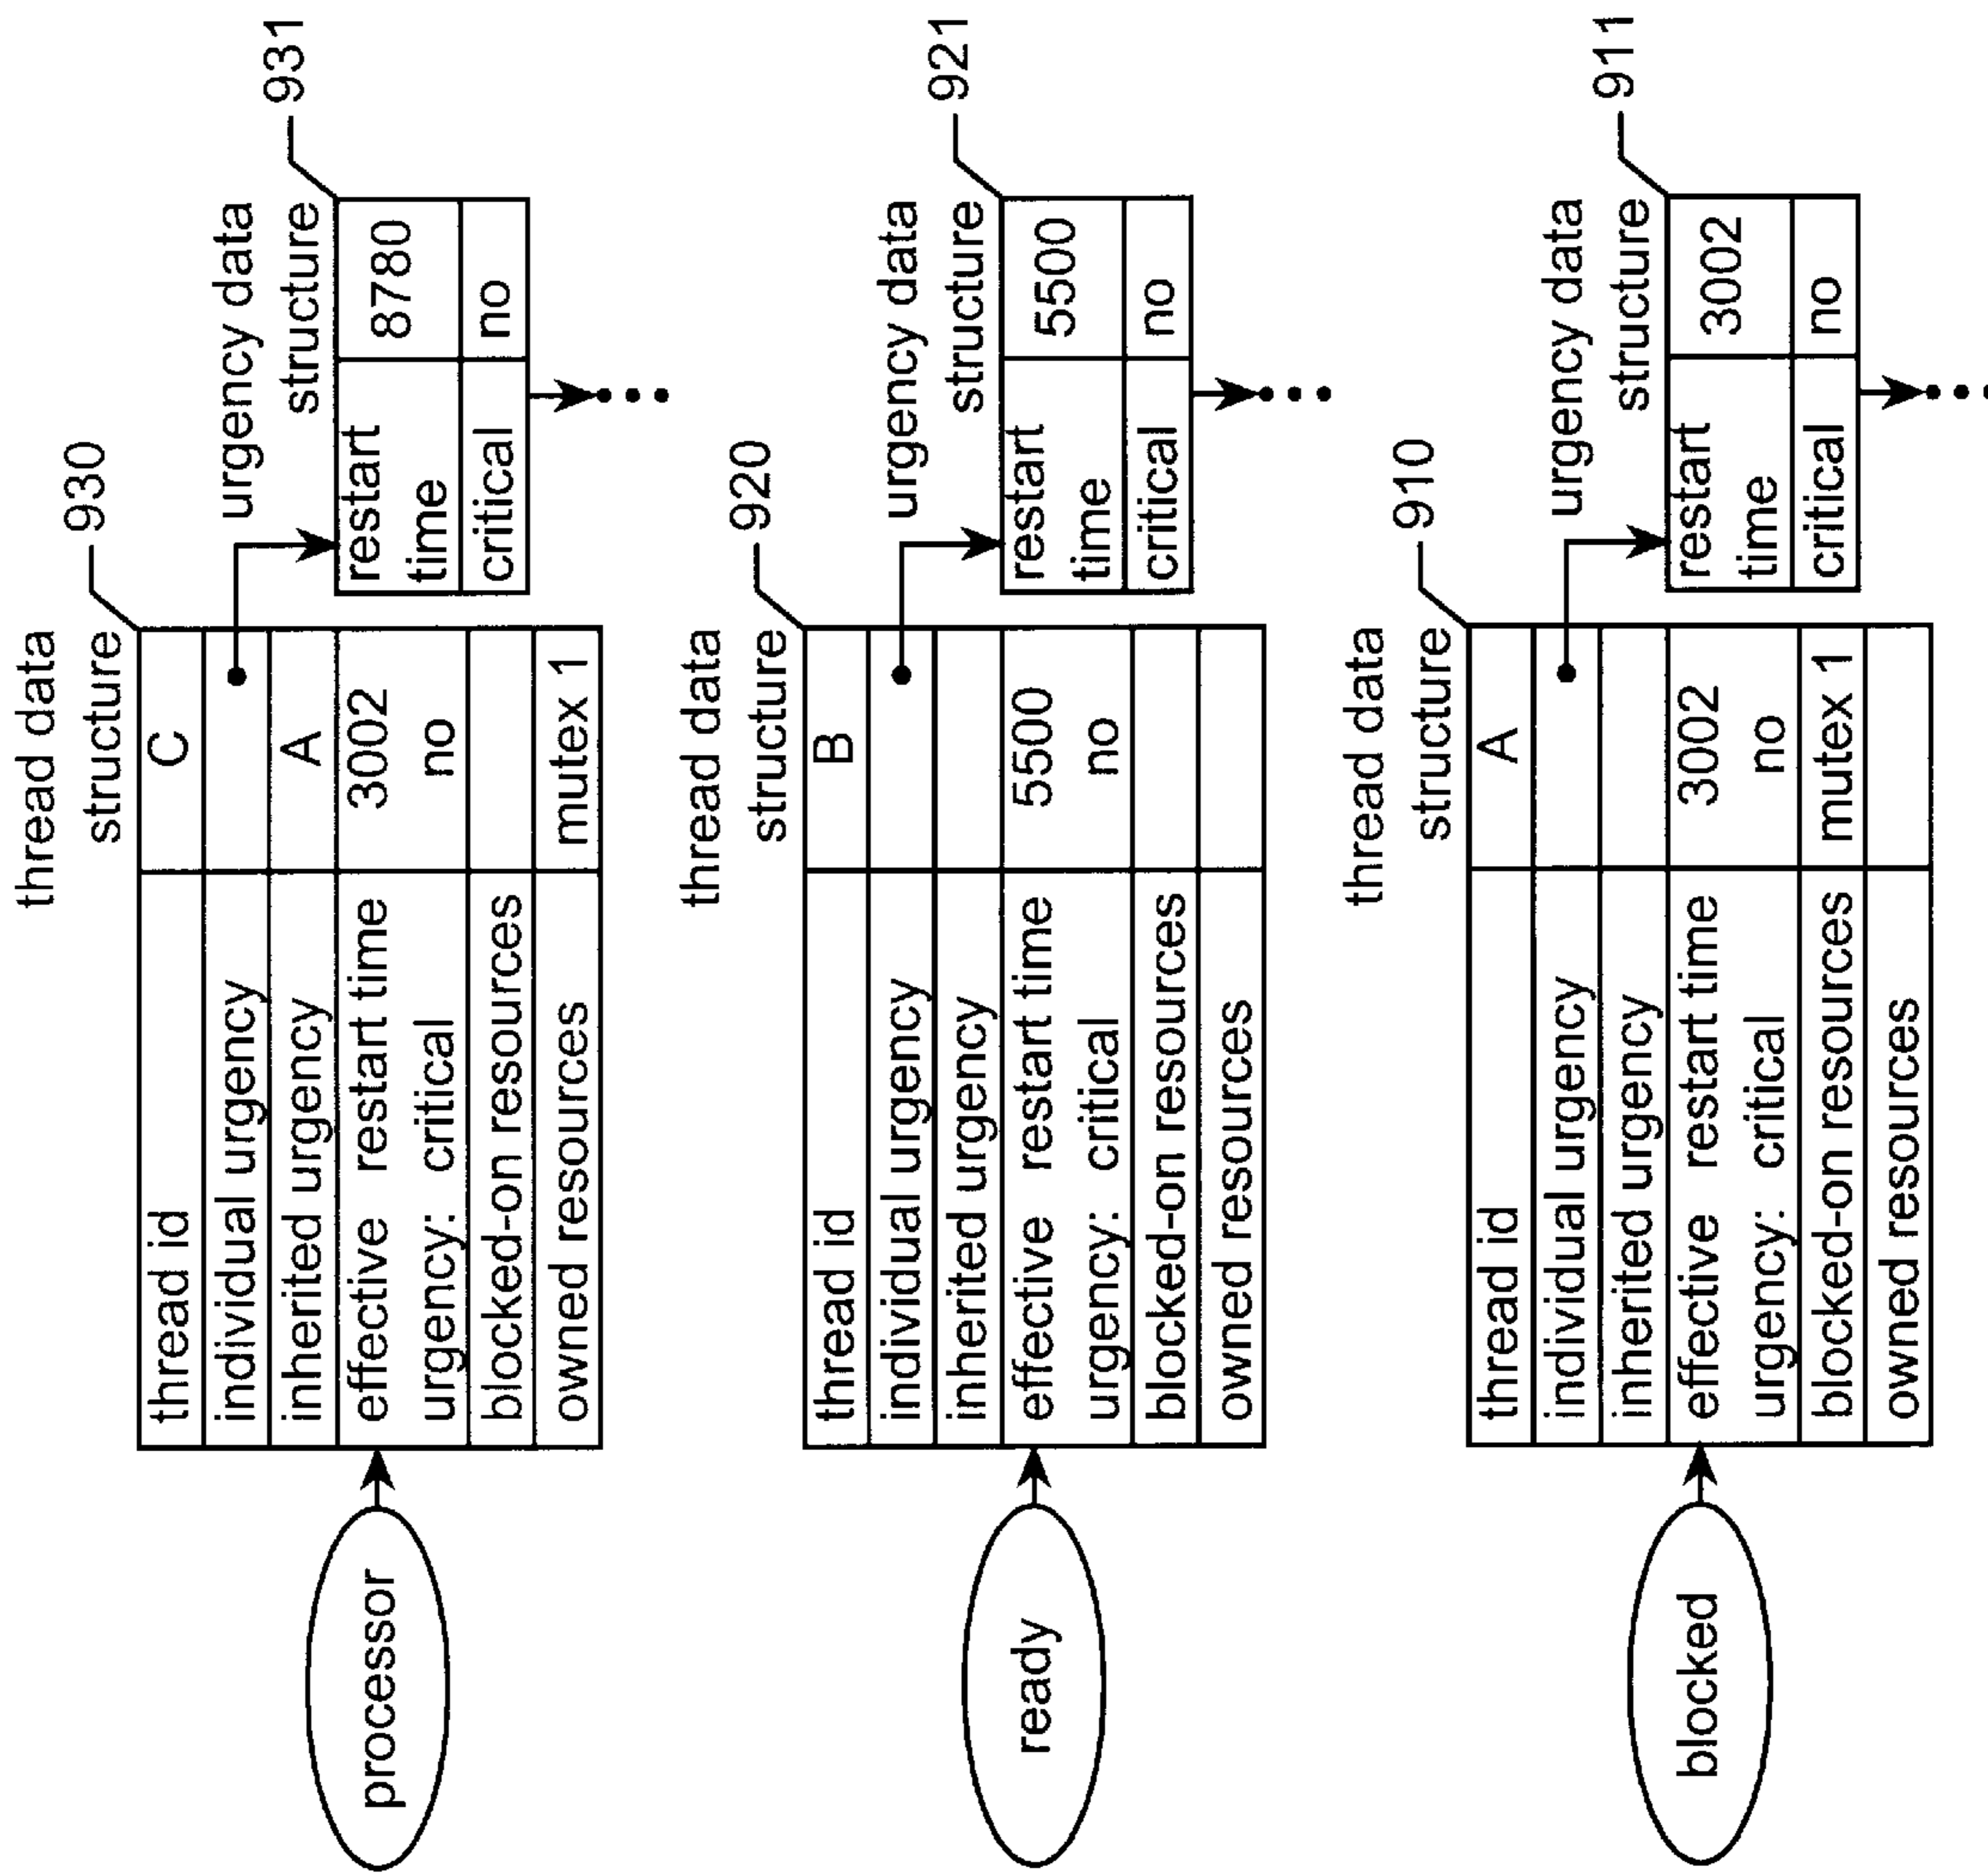 processor
thread data
structure
930
thread id C
individual urgency
inherited urgency A
effective restart time 3002
urgency: critical no
blocked-on resources
owned resources mutex 1
urgency data
structure
931
restart
time 8780
critical no
ready
thread data
structure
920
thread id B
individual urgency
inherited urgency
effective restart time 5500
urgency: critical no
blocked-on resources
owned resources
urgency data
structure
921
restart
time 5500
critical no
blocked
thread data
structure
910
thread id A
individual urgency
inherited urgency
effective restart time 3002
urgency: critical no
blocked-on resources mutex 1
owned resources
urgency data
structure
911
restart
time 3002
critical no